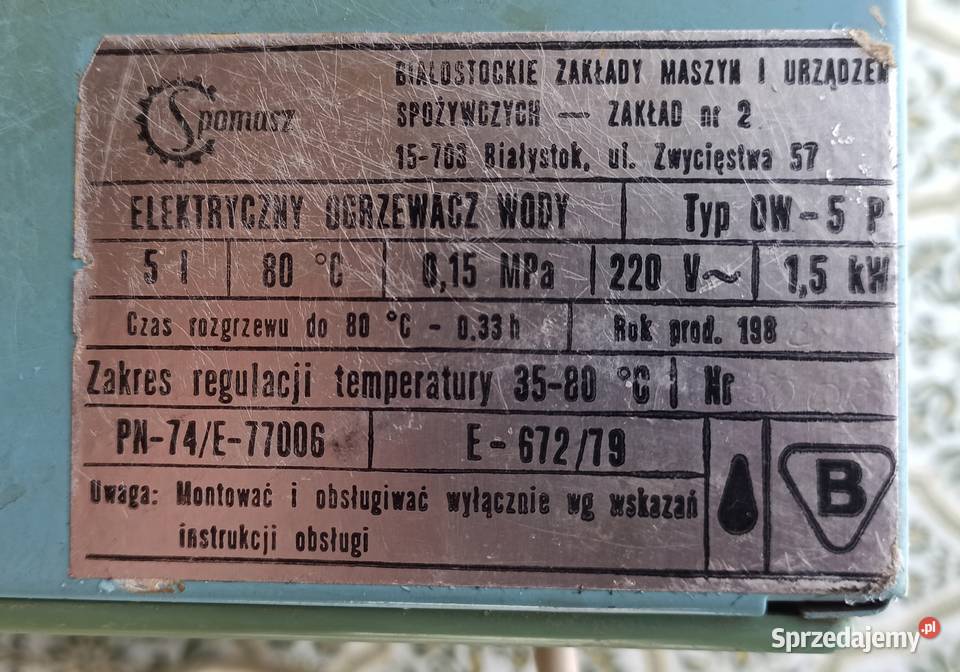 Spomasz
BIAŁOSTOCKIE ZAKŁADY MASZYN I URZĄDZEŃ
SPOŻYWCZYCH — ZAKŁAD nr 2
15-703 Białystok, ul. Zwycięstwa 57
ELEKTRYCZNY OGRZEWACZ WODY Typ OW-5 P
5 l 80 °C 0,15 MPa 220 V~ 1,5 kW
Czas rozgrzewu do 80 °C - 0.33h Rok prod. 198
Zakres regulacji temperatury 35-80 °C Nr
PN-74/E-77006 E-672/79
Uwaga: Montować i obsługiwać wyłącznie wg wskazań
instrukcji obsługi
B
Sprzedajemy.pl